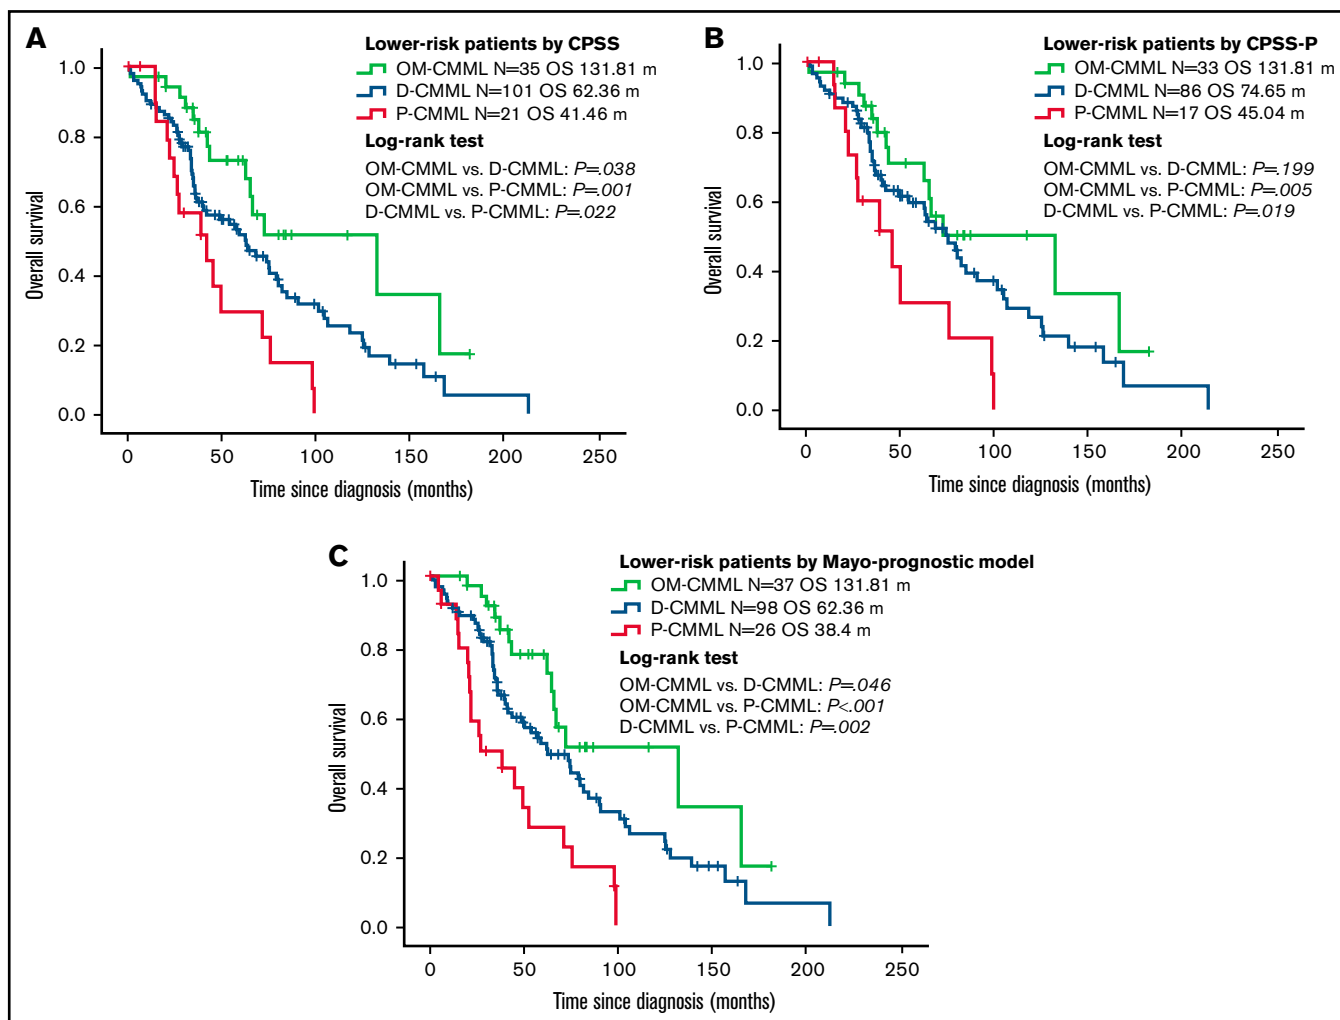 A
Lower-risk patients by CPSS
OM-CMML N=35 OS 131.81 m
D-CMML N=101 OS 62.36 m
P-CMML N=21 OS 41.46 m
Log-rank test
OM-CMML vs. D-CMML: P=.038
OM-CMML vs. P-CMML: P=.001
D-CMML vs. P-CMML: P=.022
Overall survival
1.0
0.8
0.6
0.4
0.2
0.0
0 50 100 150 200 250
Time since diagnosis (months)
B
Lower-risk patients by CPSS-P
OM-CMML N=33 OS 131.81 m
D-CMML N=86 OS 74.65 m
P-CMML N=17 OS 45.04 m
Log-rank test
OM-CMML vs. D-CMML: P=.199
OM-CMML vs. P-CMML: P=.005
D-CMML vs. P-CMML: P=.019
Overall survival
1.0
0.8
0.6
0.4
0.2
0.0
0 50 100 150 200 250
Time since diagnosis (months)
C
Lower-risk patients by Mayo-prognostic model
OM-CMML N=37 OS 131.81 m
D-CMML N=98 OS 62.36 m
P-CMML N=26 OS 38.4 m
Log-rank test
OM-CMML vs. D-CMML: P=.046
OM-CMML vs. P-CMML: P<.001
D-CMML vs. P-CMML: P=.002
Overall survival
1.0
0.8
0.6
0.4
0.2
0.0
0 50 100 150 200 250
Time since diagnosis (months)